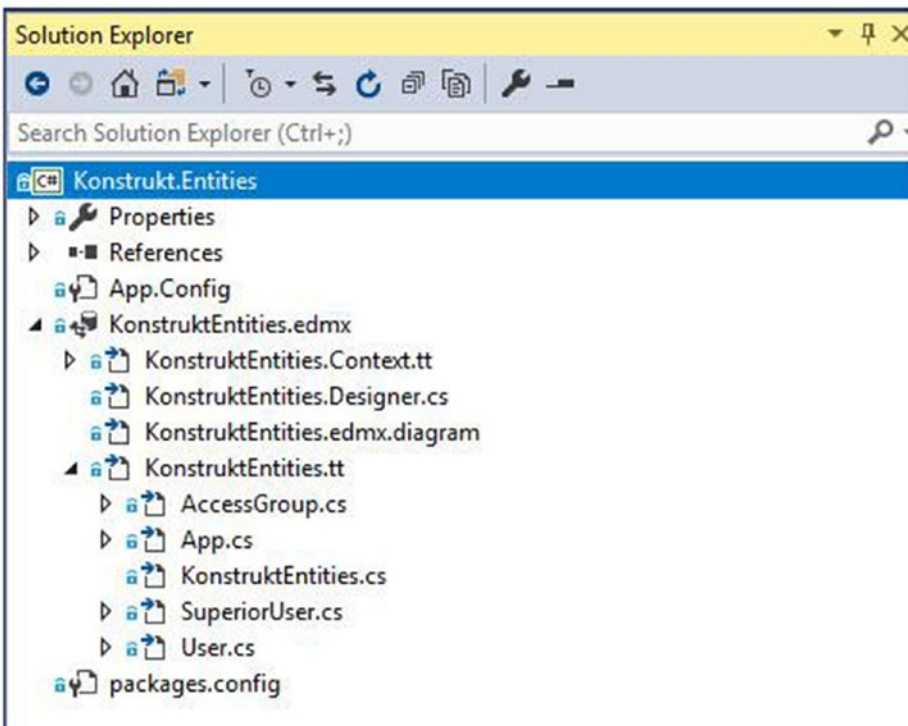 Solution Explorer
Search Solution Explorer (Ctrl+;)
C# Konstrukt.Entities
Properties
References
App.Config
KonstruktEntities.edmx
KonstruktEntities.Context.tt
KonstruktEntities.Designer.cs
KonstruktEntities.edmx.diagram
KonstruktEntities.tt
AccessGroup.cs
App.cs
KonstruktEntities.cs
SuperiorUser.cs
User.cs
packages.config